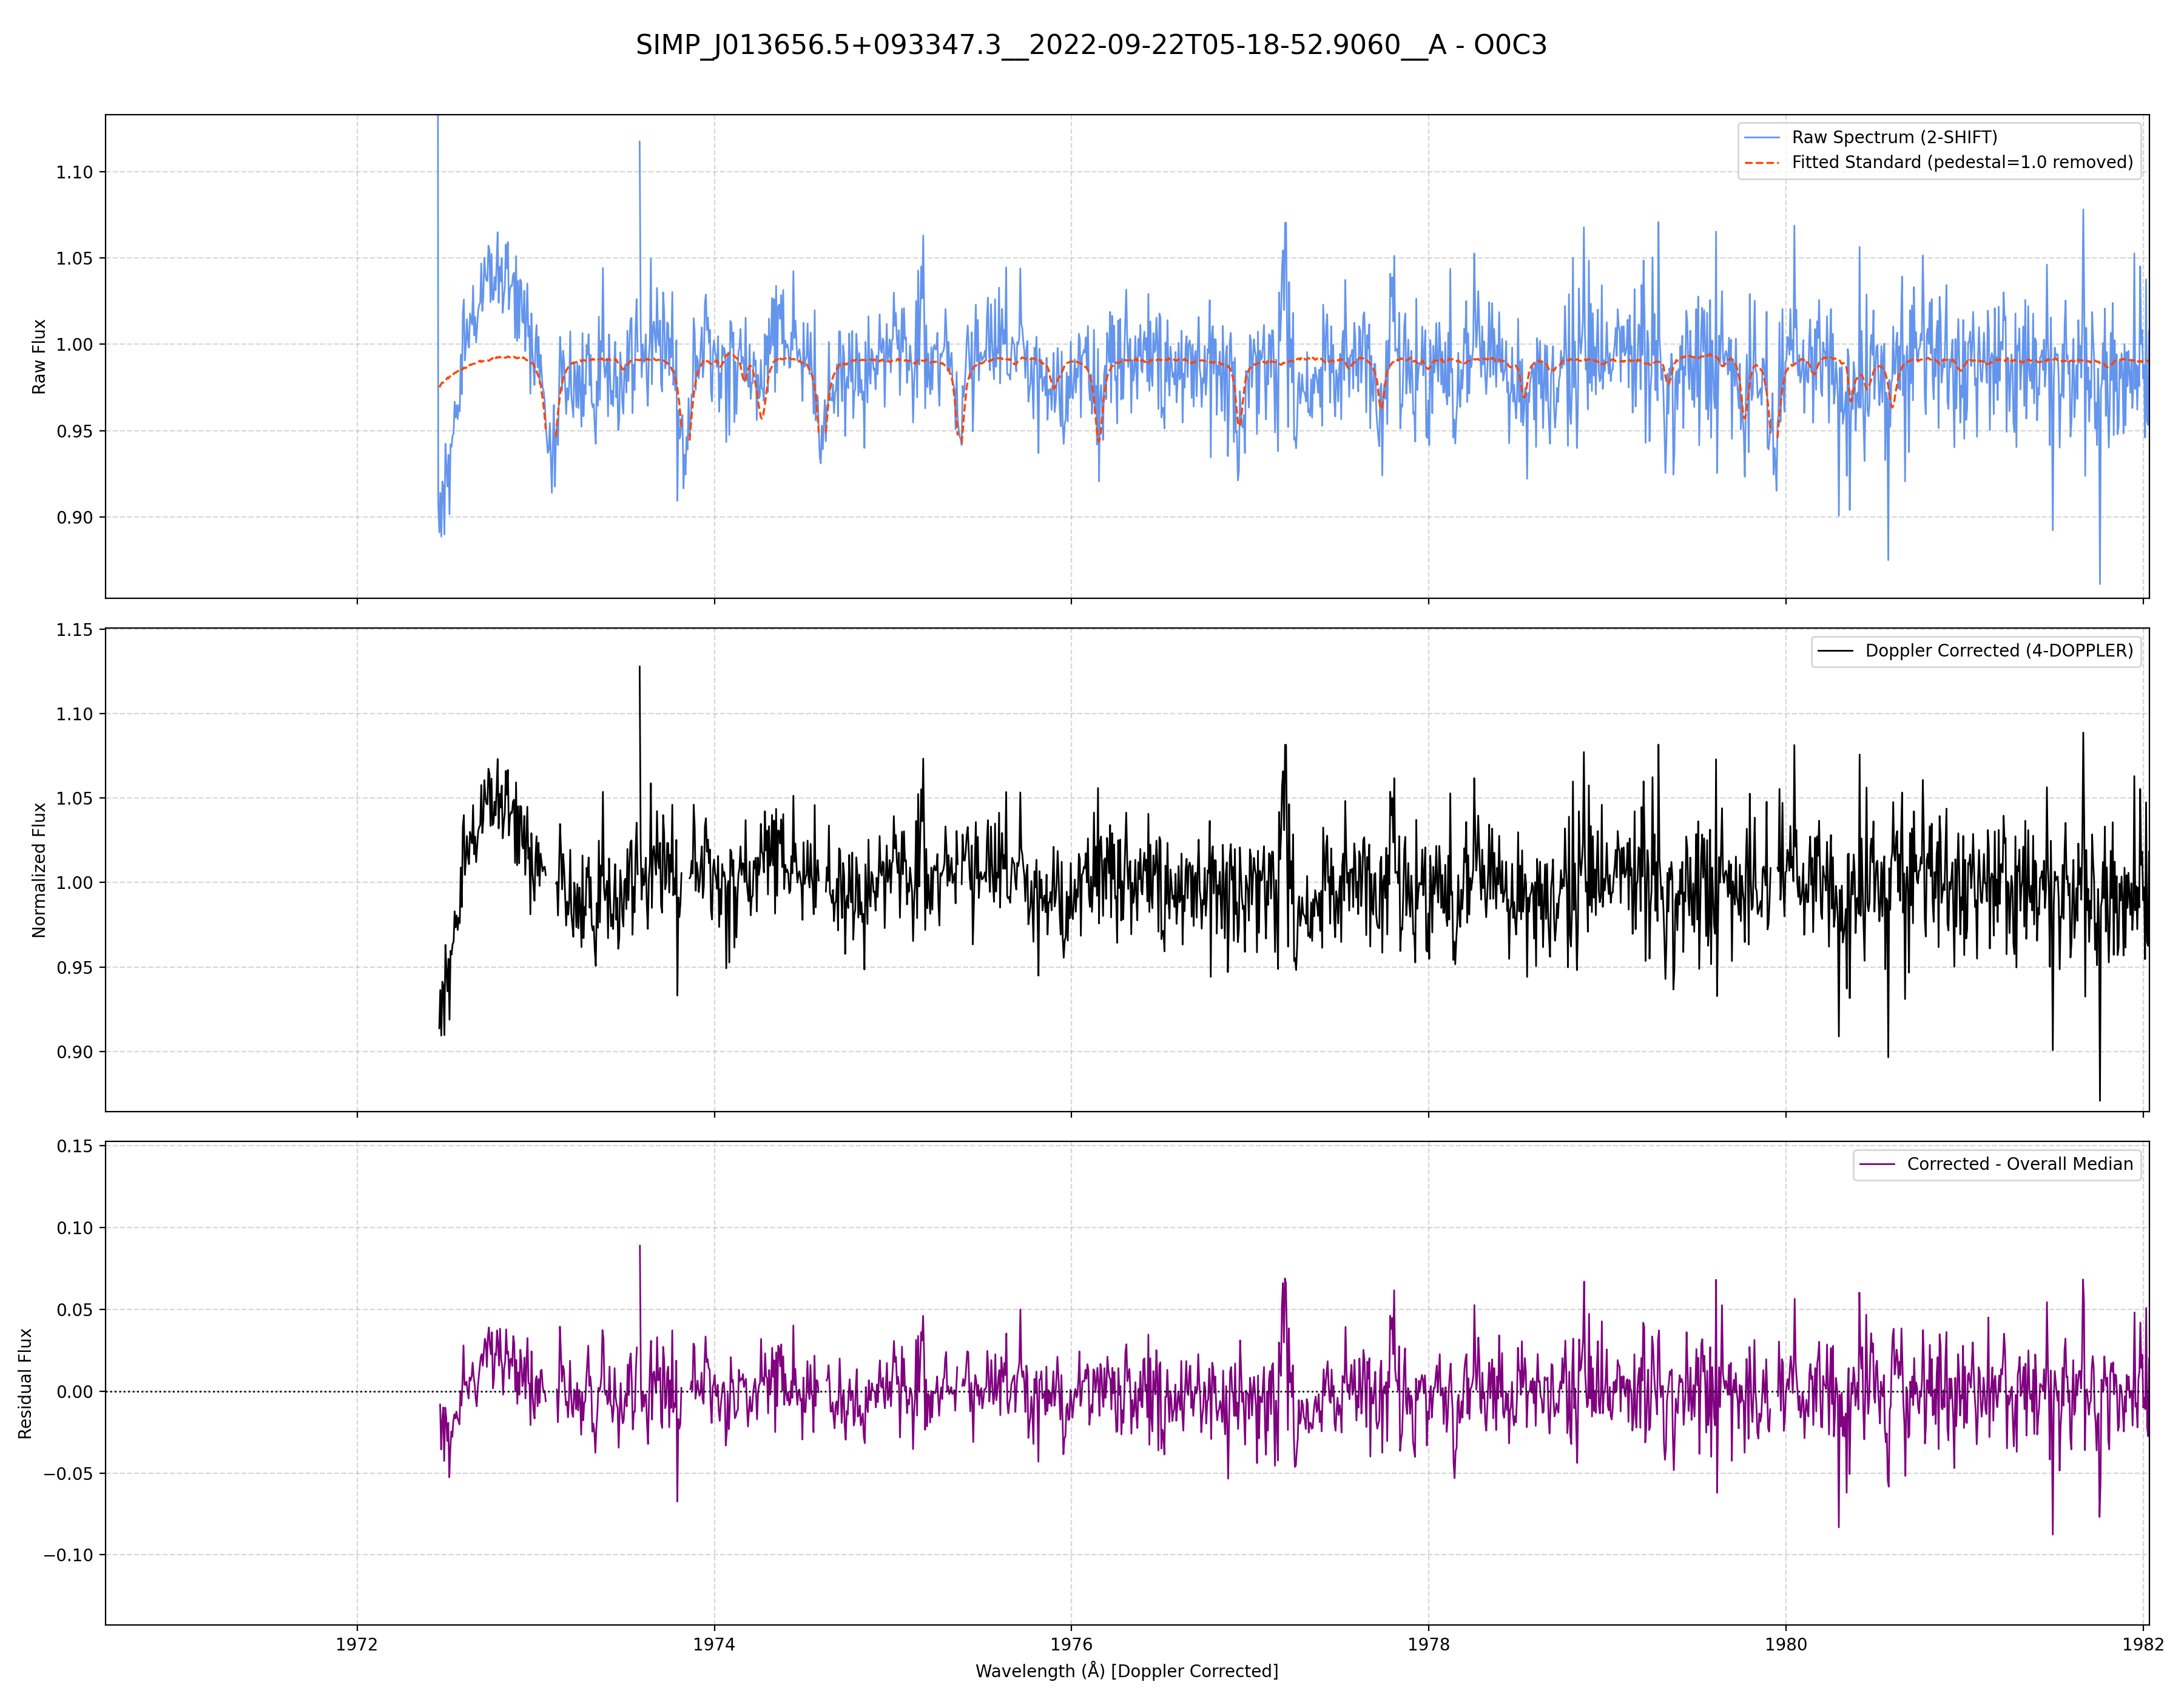 SIMP_J013656.5+093347.3__2022-09-22T05-18-52.9060__A - O0C3
Raw Spectrum (2-SHIFT)
Fitted Standard (pedestal=1.0 removed)
Raw Flux
1.10
1.05
1.00
0.95
0.90
Doppler Corrected (4-DOPPLER)
Normalized Flux
1.15
1.10
1.05
1.00
0.95
0.90
Corrected - Overall Median
Residual Flux
0.15
0.10
0.05
0.00
−0.05
−0.10
1972 1974 1976 1978 1980 1982
Wavelength (Å) [Doppler Corrected]